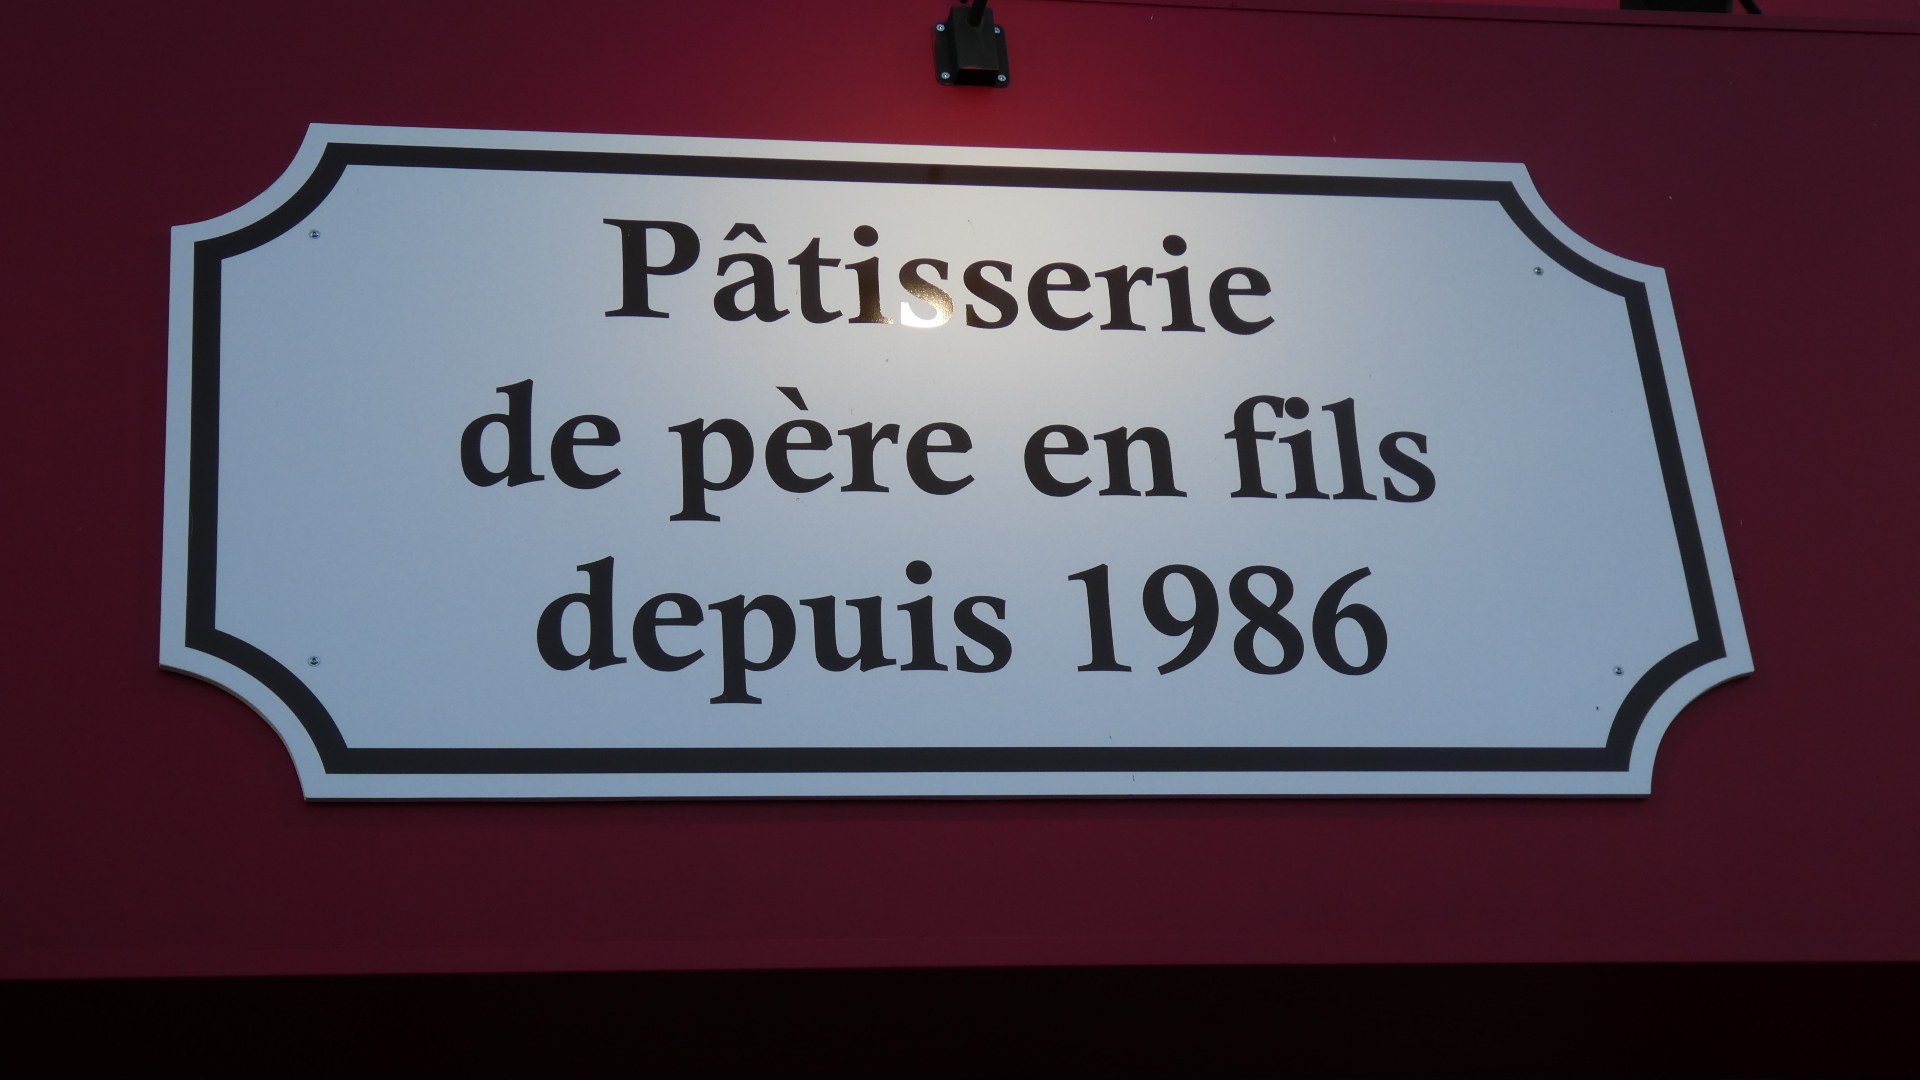 Pâtisserie
de père en fils
depuis 1986